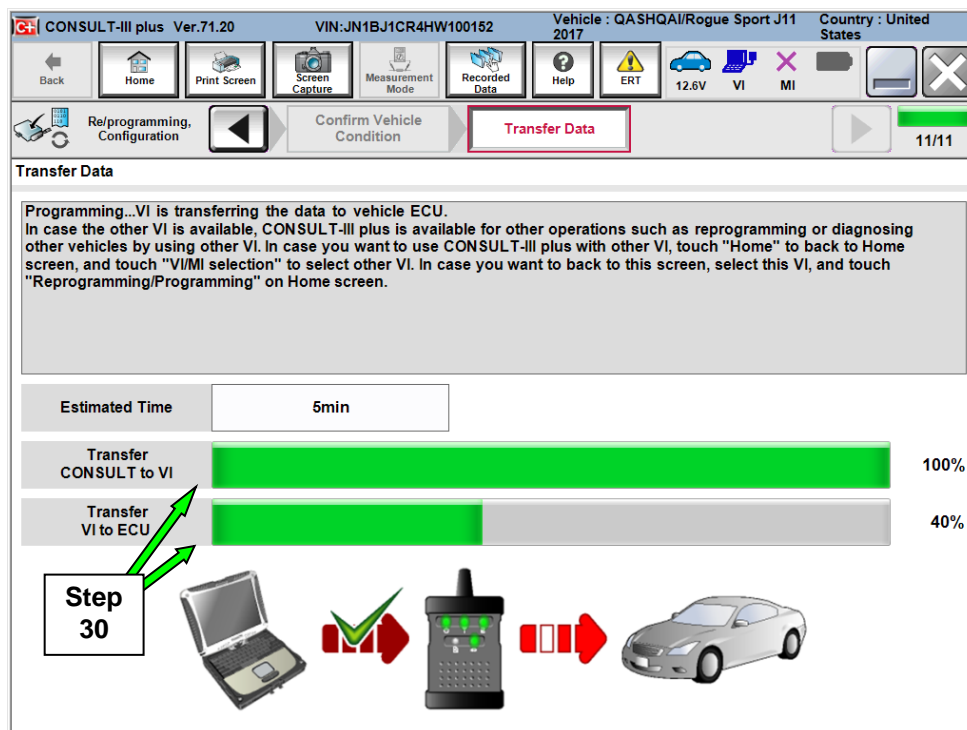 C+ CONSULT-III plus Ver.71.20 VIN:JN1BJ1CR4HW100152 Vehicle : QASHQAI/Rogue Sport J11 2017 Country : United States
Back
Home
Print Screen
Screen Capture
Measurement Mode
Recorded Data
Help
ERT
12.6V
VI
MI
Re/programming, Configuration
Confirm Vehicle Condition
Transfer Data
11/11
Transfer Data
Programming...VI is transferring the data to vehicle ECU.
In case the other VI is available, CONSULT-III plus is available for other operations such as reprogramming or diagnosing
other vehicles by using other VI. In case you want to use CONSULT-III plus with other VI, touch "Home" to back to Home
screen, and touch "VI/MI selection" to select other VI. In case you want to back to this screen, select this VI, and touch
"Reprogramming/Programming" on Home screen.
Estimated Time
5min
Transfer
CONSULT to VI
100%
Transfer
VI to ECU
40%
Step
30